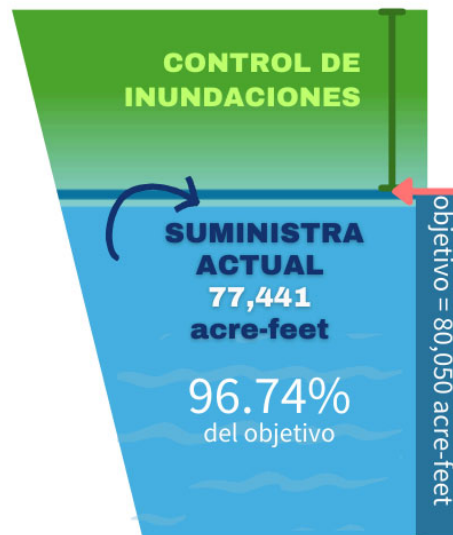 CONTROL DE
INUNDACIONES
SUMINISTRA
ACTUAL
77,441
acre-feet
96.74%
del objetivo
objetivo = 80,050 acre-feet